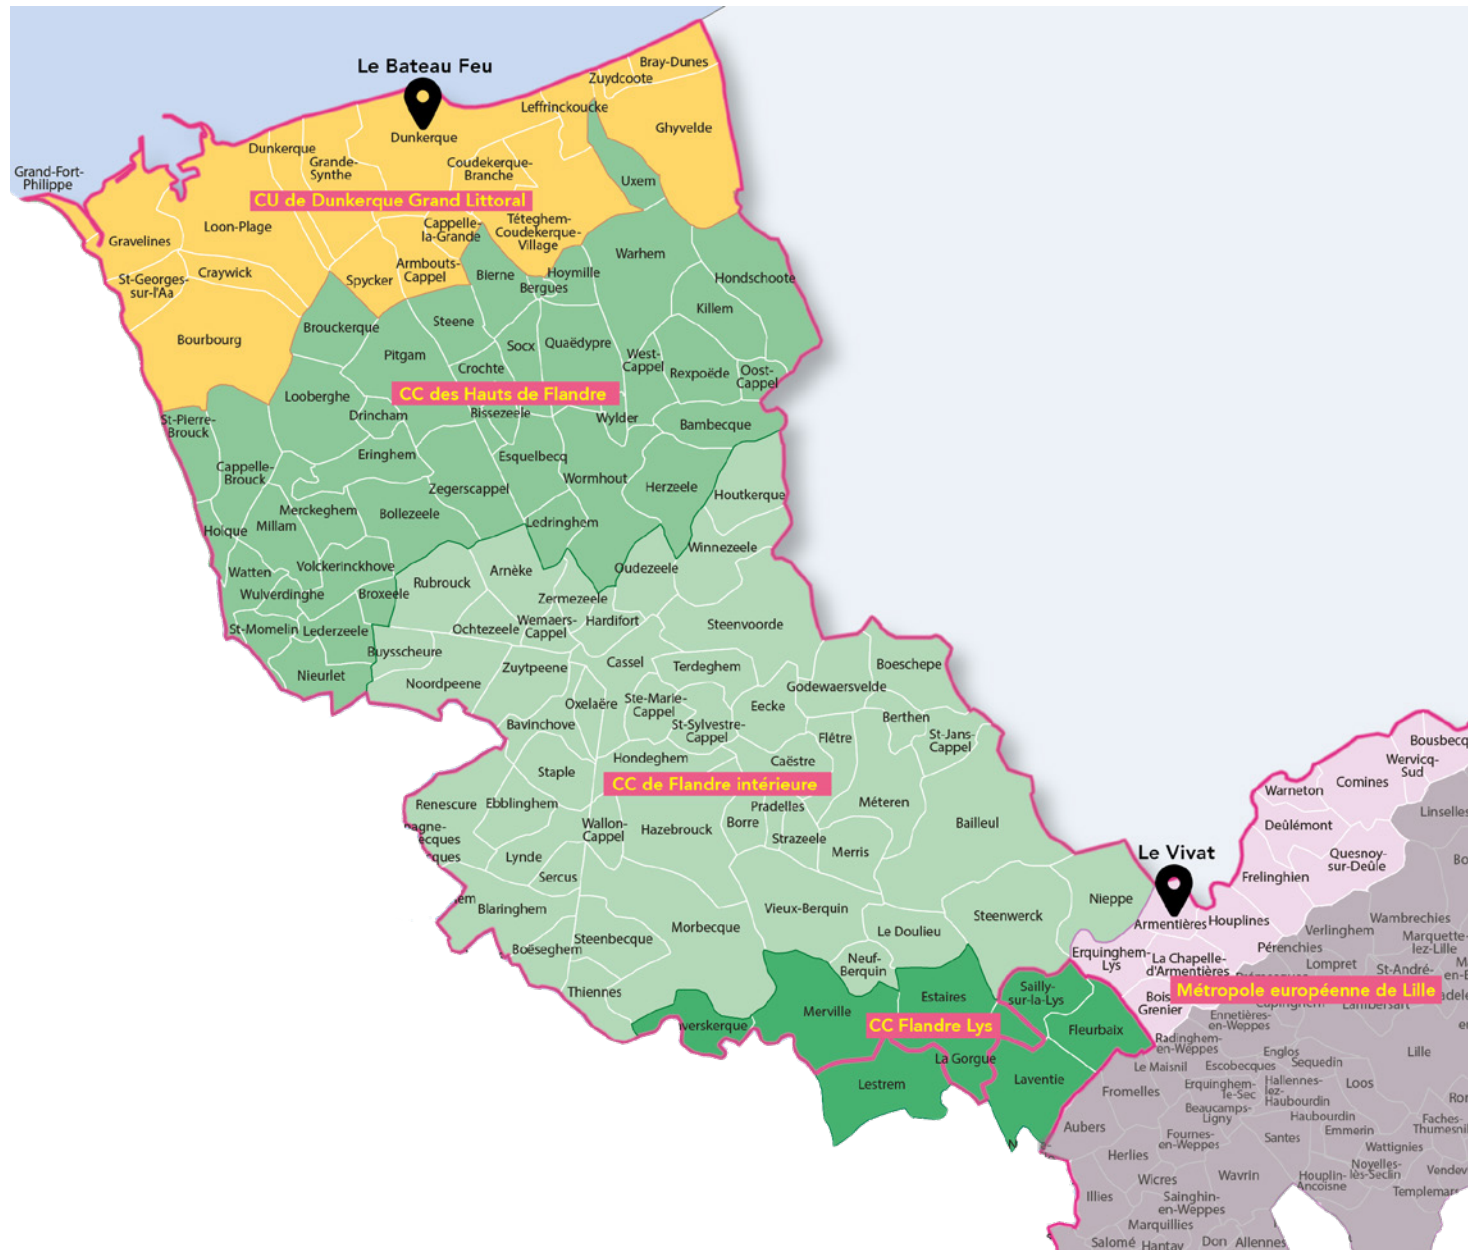 Le Bateau Feu
Bray-Dunes
Zuydcoote
Leffrinckoucke
Ghyvelde
Dunkerque
Dunkerque
Grande-
Synthe
Coudekerque-
Branche
Grand-Fort-
Philippe
Uxem
CU de Dunkerque Grand Littoral
Loon-Plage
Cappelle-
la-Grande
Téteghem-
Coudekerque-
Village
Gravelines
Warhem
St-Georges-
sur-l'Aa
Craywick
Spycker
Armbouts-
Cappel
Bierne
Hoymille
Bergues
Hondschoote
Killem
Bourbourg
Brouckerque
Steene
Pitgam
Socx
Quaëdypre
West-
Cappel
Rexpoëde
Oost-
Cappel
Crochte
CC des Hauts de Flandre
Looberghe
Drincham
Bissezeele
Wylder
Bambecque
St-Pierre-
Brouck
Eringhem
Esquelbecq
Cappelle-
Brouck
Wormhout
Zegerscappel
Herzeele
Houtkerque
Merckeghem
Bollezeele
Holque
Millam
Ledringhem
Winnezeele
Watten
Volckerinckhove
Rubrouck
Arnèke
Oudezeele
Wulverdinghe
Broxeele
Zermezeele
St-Momelin
Lederzeele
Ochtezeele
Wemaers-
Cappel
Hardifort
Steenvoorde
Buysscheure
Nieurlet
Noordpeene
Zuytpeene
Cassel
Terdeghem
Boeschepe
Godewaersvelde
Oxelaëre
Ste-Marie-
Cappel
Eecke
Bavinchove
St-Sylvestre-
Cappel
Berthen
Flêtre
St-Jans-
Cappel
Hondeghem
Caëstre
Staple
CC de Flandre intérieure
Renescure
Ebblinghem
Pradelles
Méteren
Wallon-
Cappel
Hazebrouck
Borre
Strazeele
Bailleul
Merris
pagne-
ecques
ques
Lynde
Sercus
Blaringhem
Vieux-Berquin
Steenwerck
Nieppe
Morbecque
Le Doulieu
Boëseghem
Steenbecque
Neuf-
Berquin
Thiennes
Le Vivat
Bousbecq
Wervicq-
Sud
Comines
Warneton
Linselles
Deûlémont
Quesnoy-
sur-Deûle
Bo
Frelinghien
Armentières
Houplines
Wambrechies
Verlinghem
Marquette-
lez-Lille
Pérenchies
Erquinghem-
Lys
La Chapelle-
d'Armentières
Lompret
St-André-
Métropole européenne de Lille
Bois
Grenier
Lambersart
Ennetières-
en-Weppes
Sailly-
sur-la-Lys
Estaires
Merville
verskerque
CC Flandre Lys
Fleurbaix
La Gorgue
Laventie
Lestrem
Radinghem-
en-Weppes
Englos
Sequedin
Lille
Le Maisnil
Escobecques
Fromelles
Erquinghem-
le-Sec
Hallennes-
lez-
Haubourdin
Loos
Ron
Beaucamps-
Ligny
Haubourdin
Faches-
Thumesnil
Aubers
Fournes-
en-Weppes
Santes
Emmerin
Wattignies
Herlies
Wicres
Wavrin
Houplin-
Ancoisne
Noyelles-
lès-Seclin
Vendev
Templemars
Illies
Sainghin-
en-Weppes
Marquillies
Salomé
Hantay
Don
Allennes